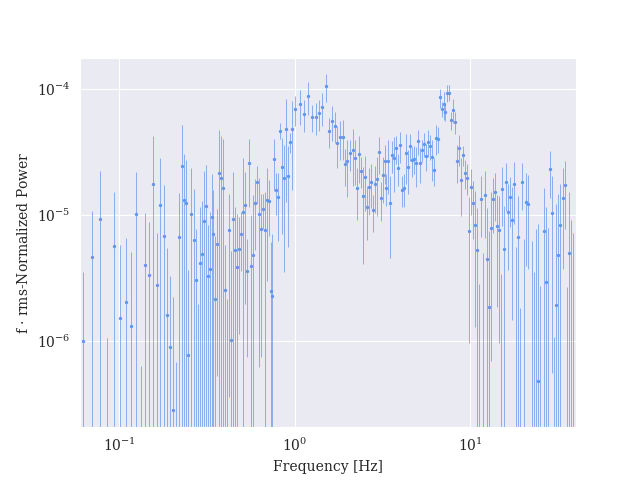 10⁻⁴
10⁻⁵
10⁻⁶
f · rms-Normalized Power
10⁻¹ 10⁰ 10¹
Frequency [Hz]